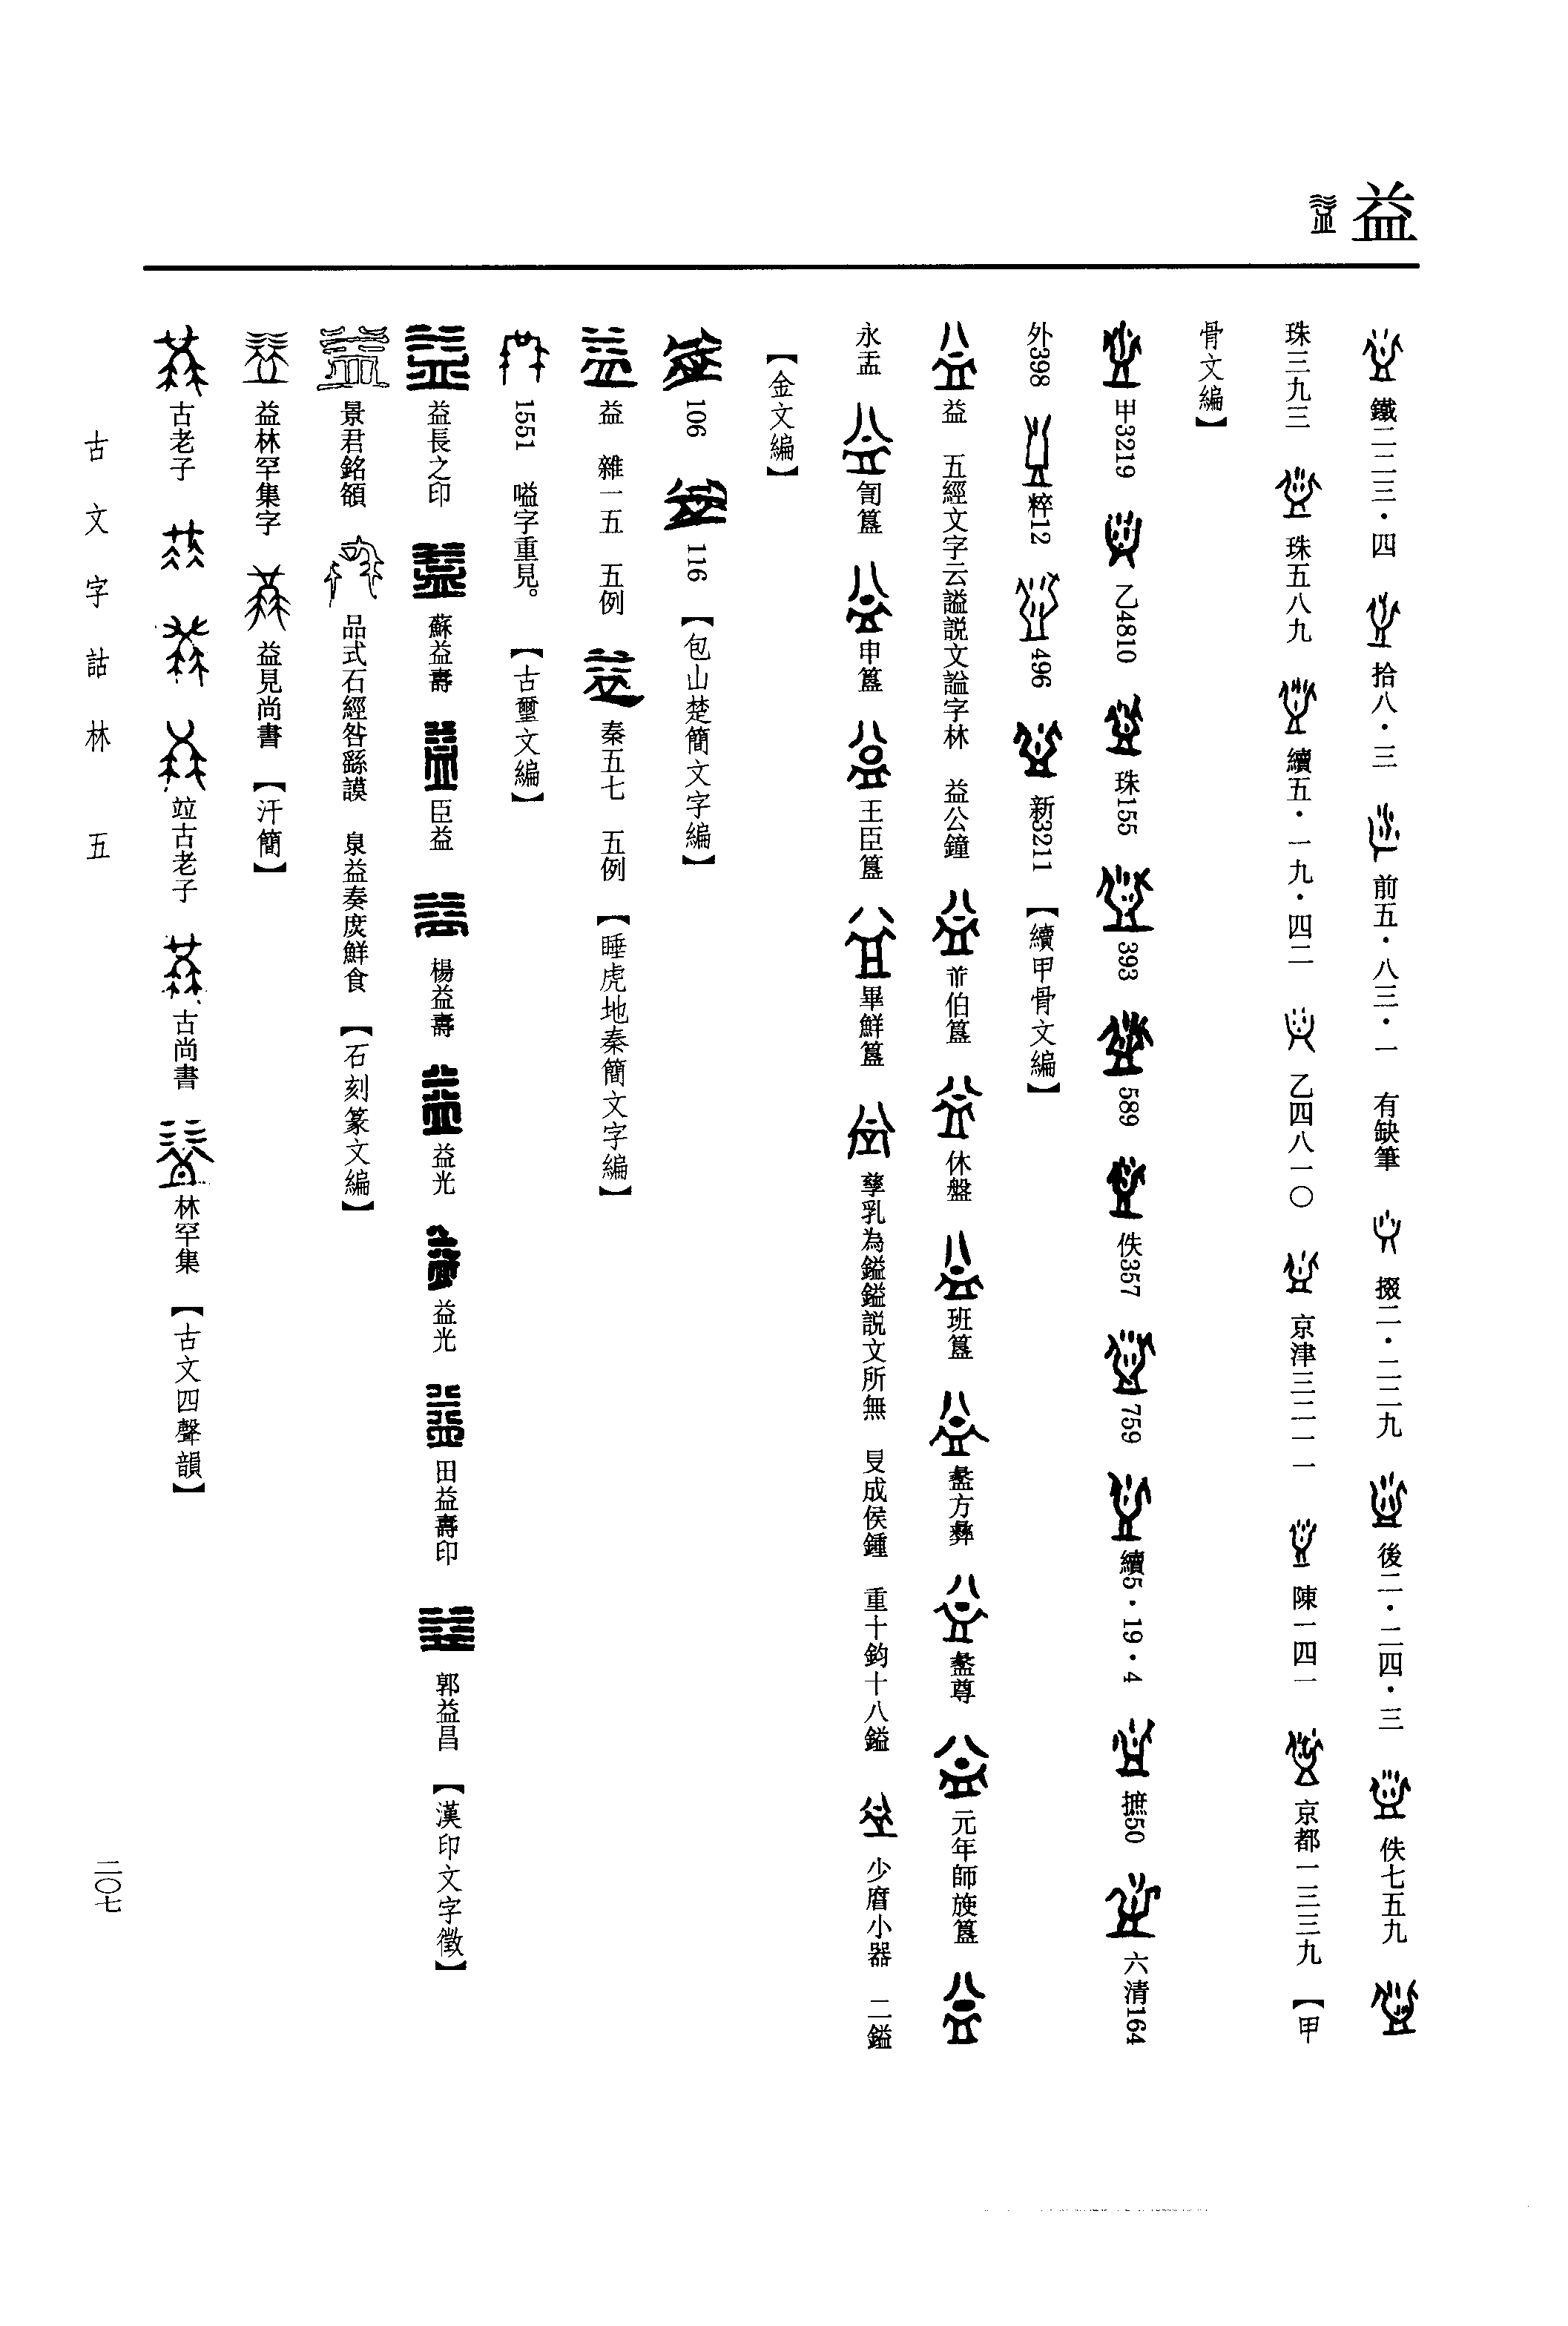 益
鐵二二三・四 拾八・三 前五・八三・一 有缺筆 掇二・二二九 後二・二四・三 佚七五九
珠三九三 珠五八九 續五・一九・四二 乙四八一〇 京津三二一一 陳一四一 京都一三三九 【甲
骨文編】
甲3219 乙4810 珠155 393 589 佚357 759 續5・19・4 摭50 六清164
外398 粹12 496 新3211 【續甲骨文編】
益 五經文字云謚説文諡字林 益公鐘 伯簋 休盤 班簋 盠方彝 盠尊 元年師旋簋
永盂 訇簋 申簋 王臣簋 畢鮮簋 孳乳為鎰鎰説文所無 㝬成侯鍾 重十鈞十八鎰 少䧹小器 二鎰
【金文編】
106 116 【包山楚簡文字編】
益 雜一五 五例 秦五七 五例 【睡虎地秦簡文字編】
1551 嗌字重見。 【古璽文編】
益長之印 蘇益壽 臣益 楊益壽 益光 益光 田益壽印 郭益昌 【漢印文字徵】
景君銘領 品式石經咎繇謨 泉益奏庶鮮食 【石刻篆文編】
益林罕集字 益見尚書 【汗簡】
古老子 竝古老子 古尚書 林罕集 【古文四聲韻】
古文字詁林 五
二〇七